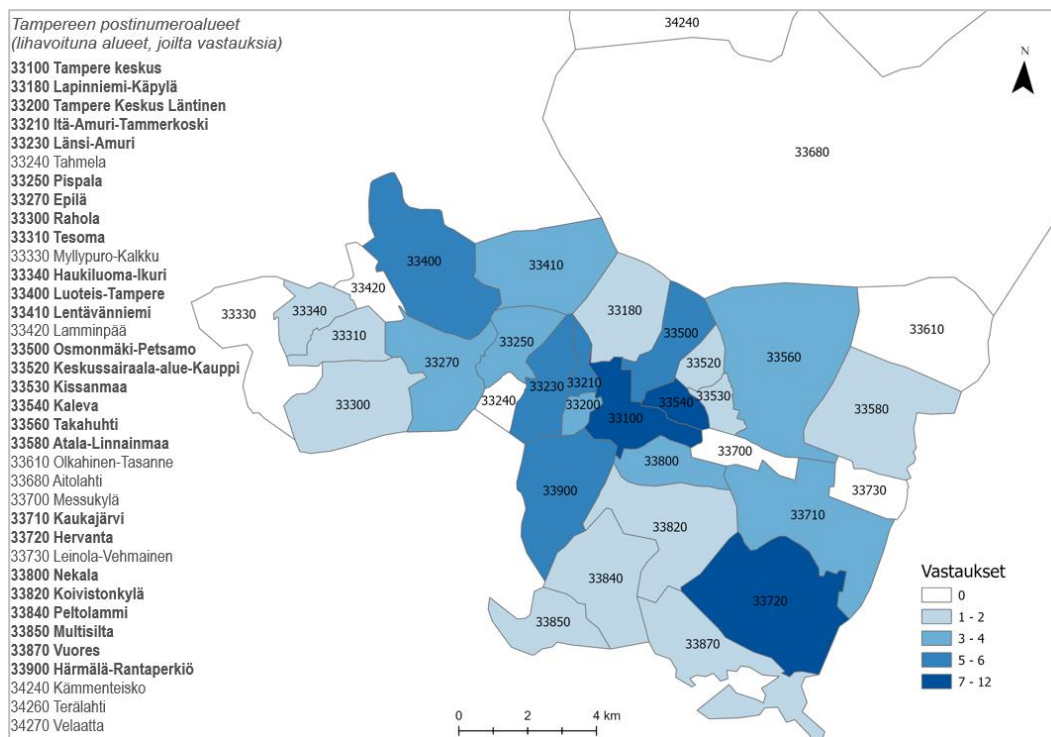 Tampereen postinumeroalueet
(lihavoituna alueet, joilta vastauksia)
33100 Tampere keskus
33180 Lapinniemi-Käpylä
33200 Tampere Keskus Läntinen
33210 Itä-Amuri-Tammerkoski
33230 Länsi-Amuri
33240 Tahmela
33250 Pispala
33270 Epilä
33300 Rahola
33310 Tesoma
33330 Myllypuro-Kalkku
33340 Haukiluoma-Ikuri
33400 Luoteis-Tampere
33410 Lentävänniemi
33420 Lamminpää
33500 Osmonmäki-Petsamo
33520 Keskussairaala-alue-Kauppi
33530 Kissanmaa
33540 Kaleva
33560 Takahuhti
33580 Atala-Linnainmaa
33610 Olkahinen-Tasanne
33680 Aitolahti
33700 Messukylä
33710 Kaukajärvi
33720 Hervanta
33730 Leinola-Vehmainen
33800 Nekala
33820 Koivistonkylä
33840 Peltolammi
33850 Multisilta
33870 Vuores
33900 Härmälä-Rantaperkiö
34240 Kämmenteisko
34260 Terälahti
34270 Velaatta
34240
N
33680
33400
33410
33420
33180
33330
33340
33310
33500
33610
33250
33520
33560
33270
33210
33230
33530
33540
33580
33300
33240
33200
33100
33700
33800
33900
33730
33710
33820
33840
33720
33850
33870
Vastaukset
0
1 - 2
3 - 4
5 - 6
7 - 12
0 2 4 km